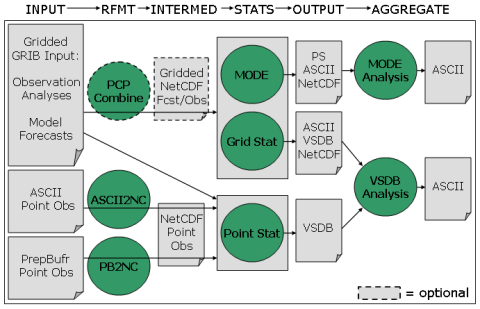 INPUT RFMT INTERMED STATS OUTPUT AGGREGATE
Gridded
GRIB Input:
Observation
Analyses
Model
Forecasts
PCP
Combine
Gridded
NetCDF
Fcst/Obs
MODE
PS
ASCII
NetCDF
MODE
Analysis
ASCII
Grid Stat
ASCII
VSDB
NetCDF
ASCII
Point Obs
ASCII2NC
NetCDF
Point
Obs
Point Stat
VSDB
VSDB
Analysis
ASCII
PrepBufr
Point Obs
PB2NC
= optional